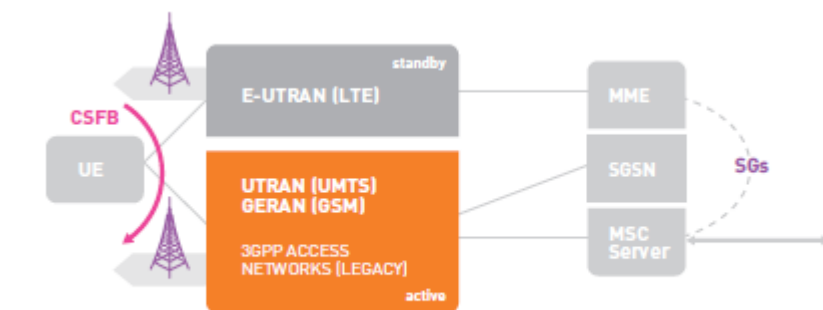 standby
E-UTRAN (LTE)
MME
CSFB
UE
SGSN
SGs
UTRAN (UMTS)
GERAN (GSM)
3GPP ACCESS
NETWORKS (LEGACY)
MSC
Server
active